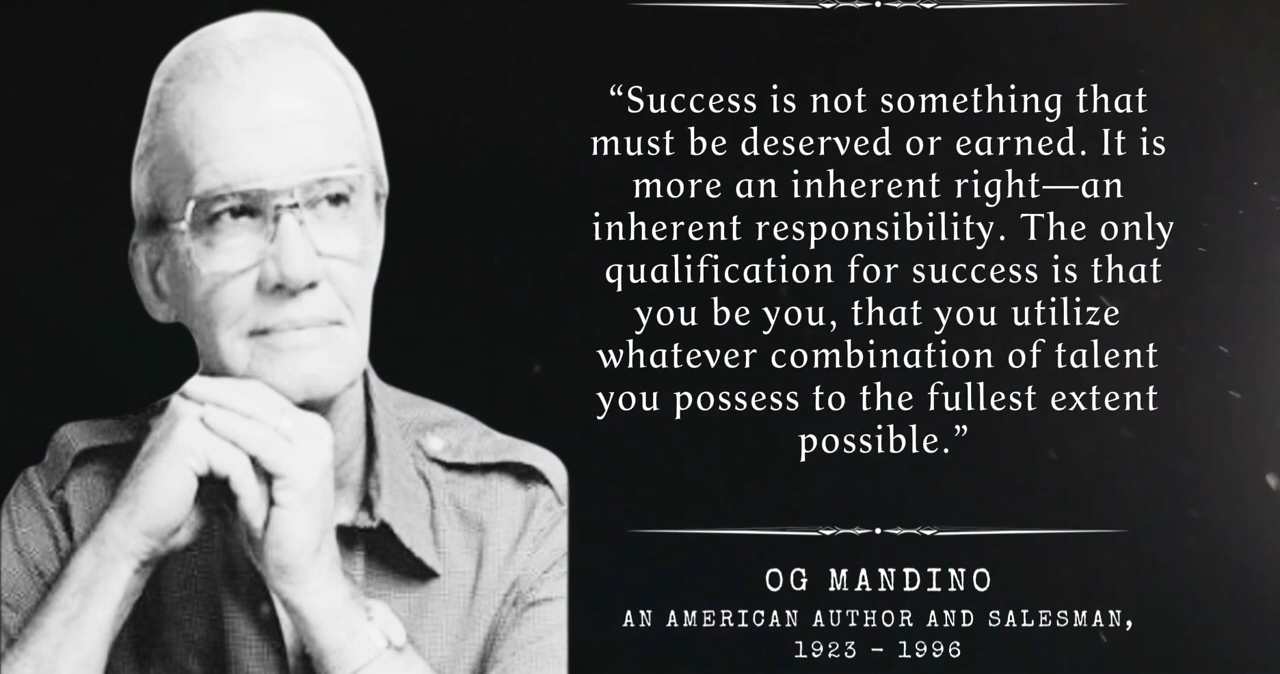 “Success is not something that
must be deserved or earned. It is
more an inherent right—an
inherent responsibility. The only
qualification for success is that
you be you, that you utilize
whatever combination of talent
you possess to the fullest extent
possible.”
OG MANDINO
AN AMERICAN AUTHOR AND SALESMAN,
1923 - 1996